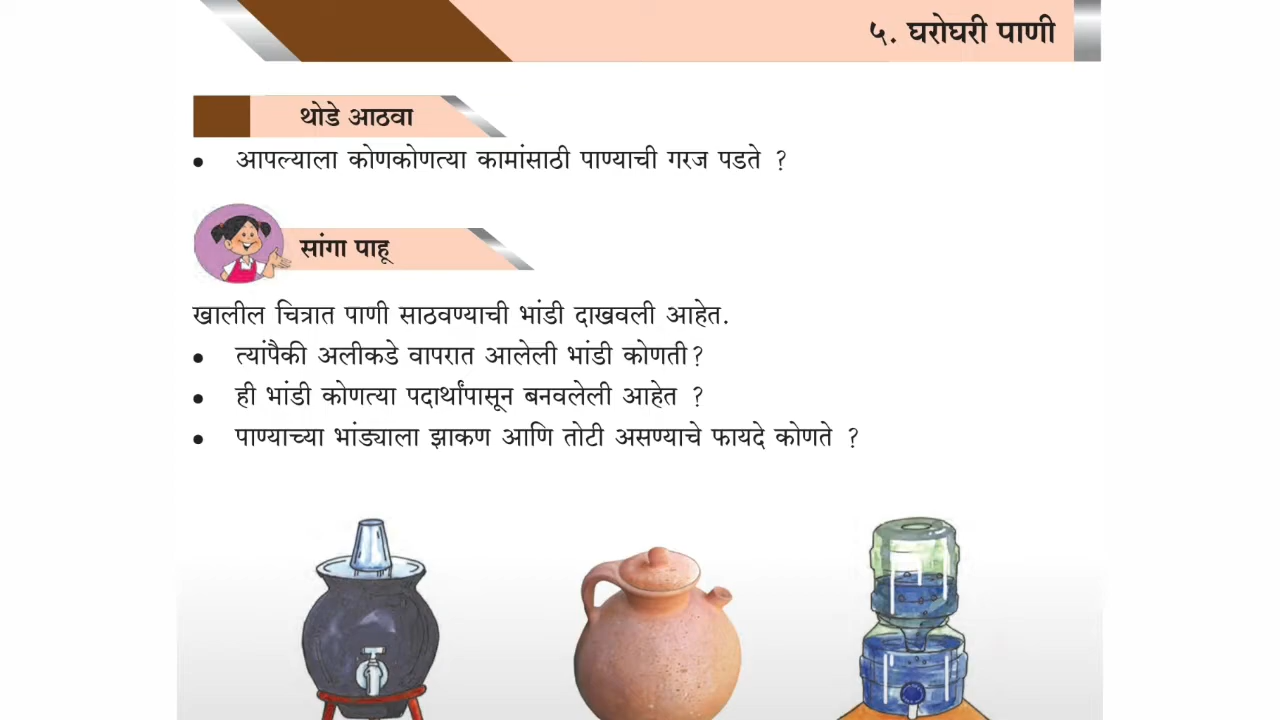 ५. घरोघरी पाणी
थोडे आठवा
• आपल्याला कोणकोणत्या कामांसाठी पाण्याची गरज पडते ?
सांगा पाहू
खालील चित्रात पाणी साठवण्याची भांडी दाखवली आहेत.
• त्यांपैकी अलीकडे वापरात आलेली भांडी कोणती?
• ही भांडी कोणत्या पदार्थांपासून बनवलेली आहेत ?
• पाण्याच्या भांड्याला झाकण आणि तोटी असण्याचे फायदे कोणते ?